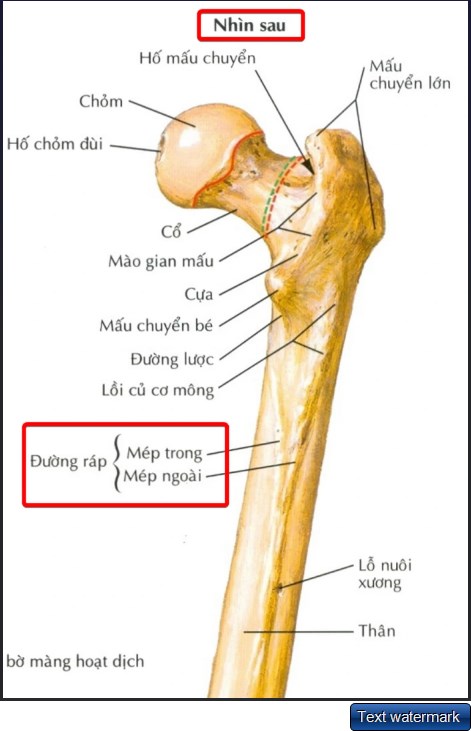 Nhìn sau
Hố mấu chuyển
Mấu
chuyển lớn
Chỏm
Hố chỏm đùi
Cổ
Mào gian mấu
Cựa
Mấu chuyển bé
Đường lược
Lồi củ cơ mông
Đường ráp
Mép trong
Mép ngoài
Lỗ nuôi
xương
Thân
bờ màng hoạt dịch
Text watermark